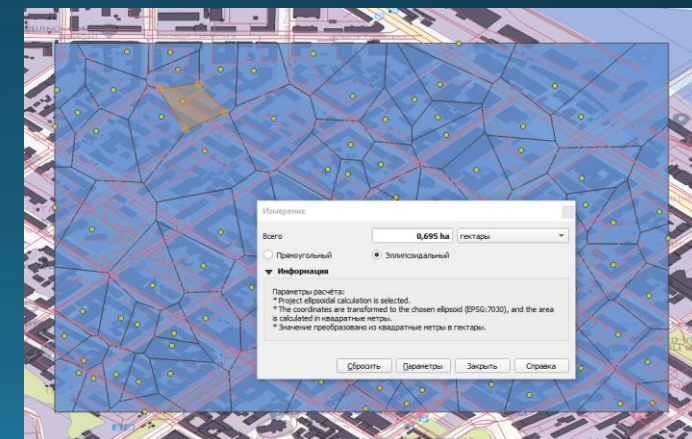 Измерение
Всего 0,695 ha гектары
Прямоугольный Эллипсоидальный
Информация
Параметры расчёта:
* Project ellipsoidal calculation is selected.
* The coordinates are transformed to the chosen ellipsoid (EPSG:7030), and the area
is calculated in квадратные метры.
* Значение преобразовано из квадратные метры в гектары.
Сбросить Параметры Закрыть Справка